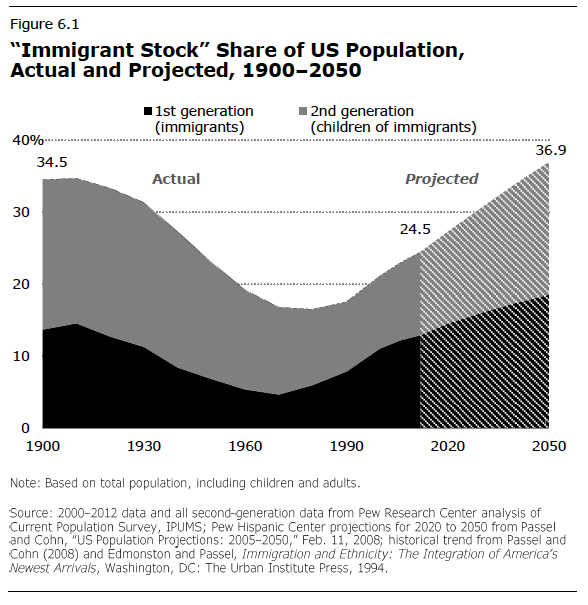 Figure 6.1
“Immigrant Stock” Share of US Population,
Actual and Projected, 1900–2050
1st generation
(immigrants)
2nd generation
(children of immigrants)
40%
34.5
Actual
Projected
36.9
30
24.5
20
10
0
1900
1930
1960
1990
2020
2050
Note: Based on total population, including children and adults.
Source: 2000–2012 data and all second-generation data from Pew Research Center analysis of
Current Population Survey, IPUMS; Pew Hispanic Center projections for 2020 to 2050 from Passel
and Cohn, “US Population Projections: 2005–2050,” Feb. 11, 2008; historical trend from Passel and
Cohn (2008) and Edmonston and Passel, Immigration and Ethnicity: The Integration of America’s
Newest Arrivals, Washington, DC: The Urban Institute Press, 1994.